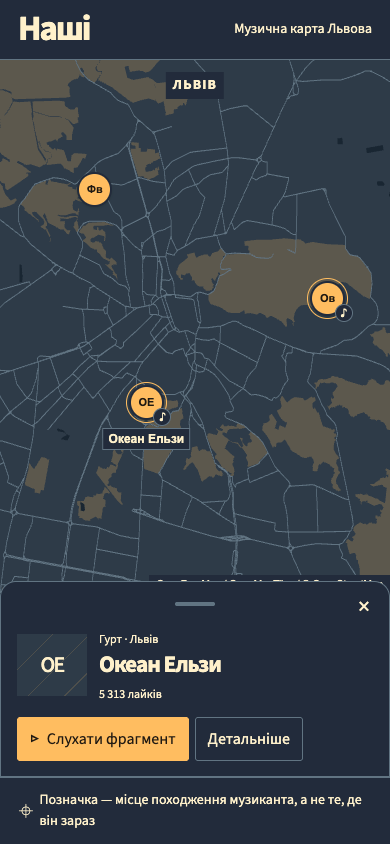 Наші
Музична карта Львова
ЛЬВІВ
Фв
Ов
ОЕ
Океан Ельзи
Гурт · Львів
ОЕ
Океан Ельзи
5 313 лайків
Слухати фрагмент
Детальніше
Позначка — місце походження музиканта, а не те, де
він зараз